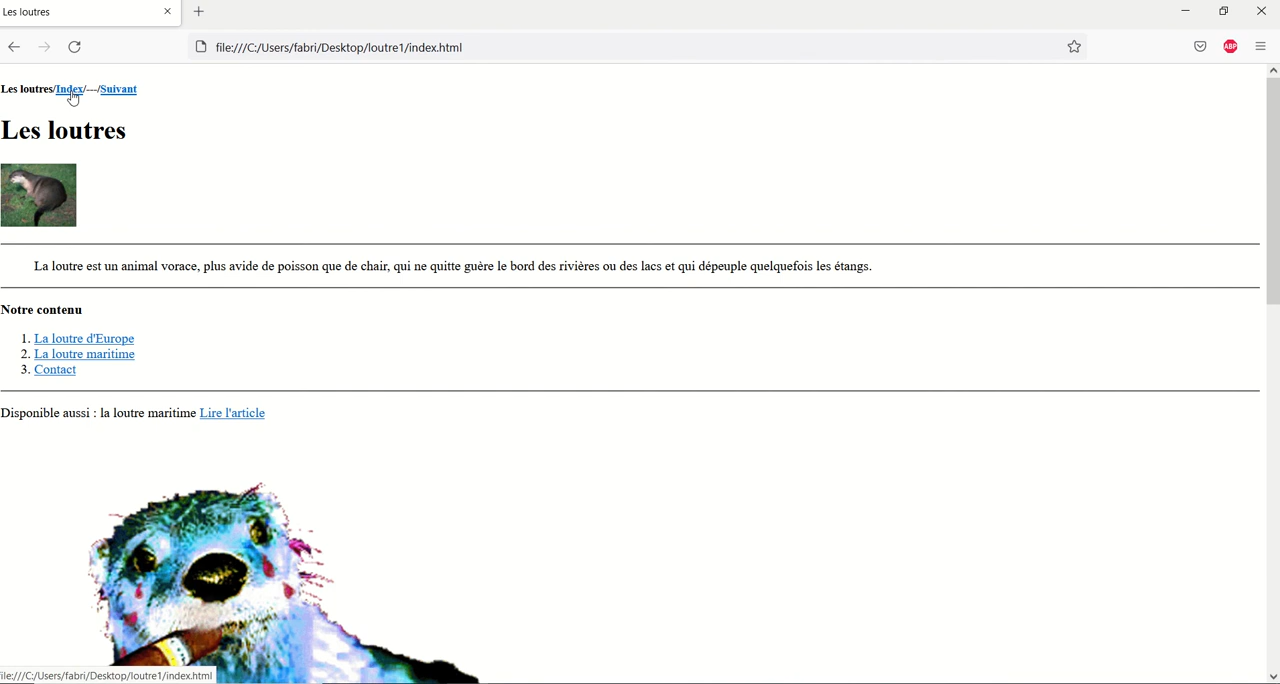 Les loutres
file:///C:/Users/fabri/Desktop/loutre1/index.html
ABP
Les loutres/Index/---/Suivant
Les loutres
La loutre est un animal vorace, plus avide de poisson que de chair, qui ne quitte guère le bord des rivières ou des lacs et qui dépeuple quelquefois les étangs.
Notre contenu
1. La loutre d'Europe
2. La loutre maritime
3. Contact
Disponible aussi : la loutre maritime Lire l'article
file:///C:/Users/fabri/Desktop/loutre1/index.html